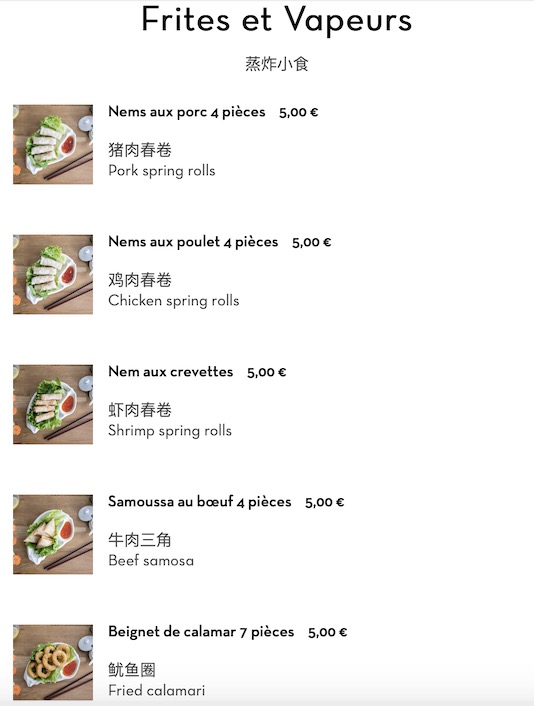 Frites et Vapeurs
蒸炸小食
Nems aux porc 4 pièces 5,00 €
猪肉春卷
Pork spring rolls
Nems aux poulet 4 pièces 5,00 €
鸡肉春卷
Chicken spring rolls
Nem aux crevettes 5,00 €
虾肉春卷
Shrimp spring rolls
Samoussa au bœuf 4 pièces 5,00 €
牛肉三角
Beef samosa
Beignet de calamar 7 pièces 5,00 €
鱿鱼圈
Fried calamari